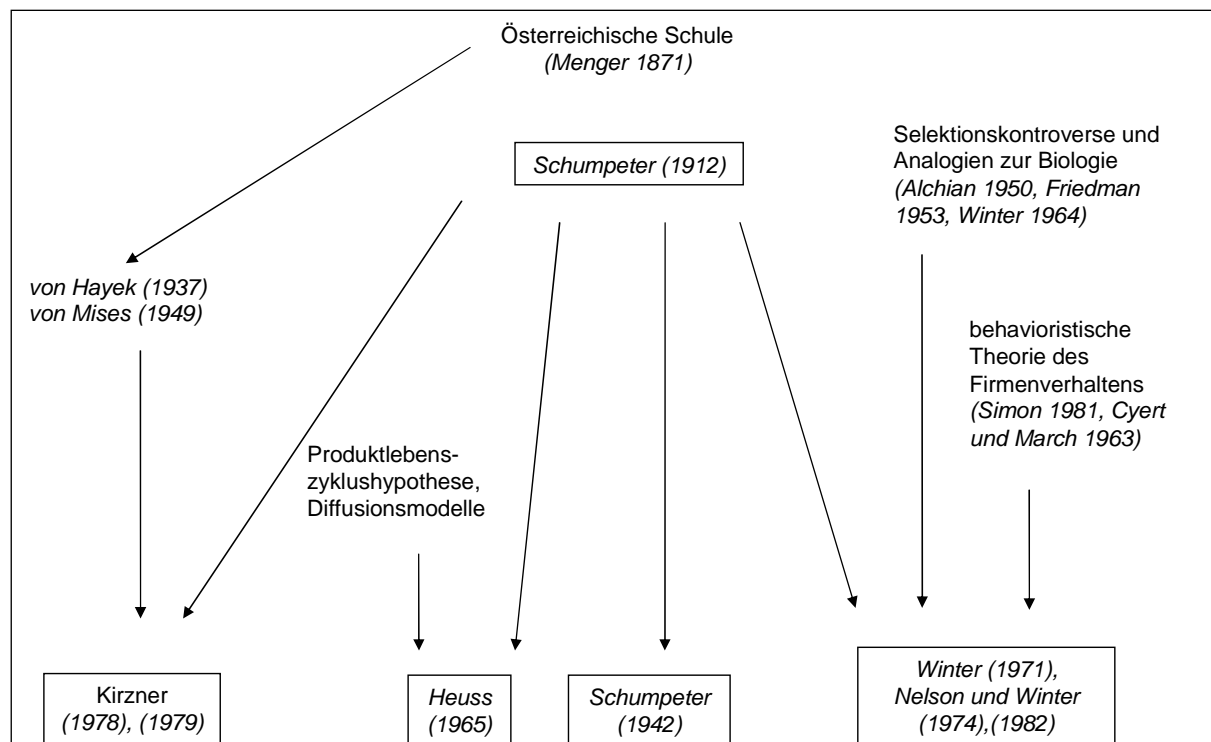 Österreichische Schule
(Menger 1871)
Schumpeter (1912)
Selektionskontroverse und
Analogien zur Biologie
(Alchian 1950, Friedman
1953, Winter 1964)
von Hayek (1937)
von Mises (1949)
behavioristische
Theorie des
Firmenverhaltens
(Simon 1981, Cyert
und March 1963)
Produktlebens-
zyklushypothese,
Diffusionsmodelle
Kirzner
(1978), (1979)
Heuss
(1965)
Schumpeter
(1942)
Winter (1971),
Nelson und Winter
(1974),(1982)